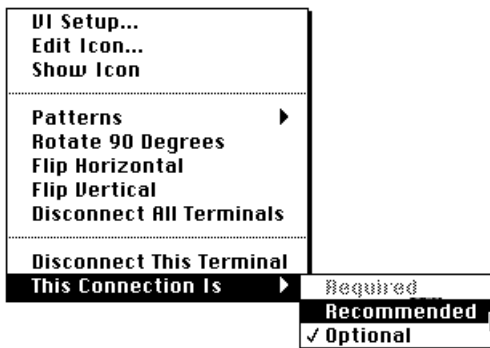 VI Setup...
Edit Icon...
Show Icon
Patterns
Rotate 90 Degrees
Flip Horizontal
Flip Vertical
Disconnect All Terminals
Disconnect This Terminal
This Connection Is
Required
Recommended
✓ Optional